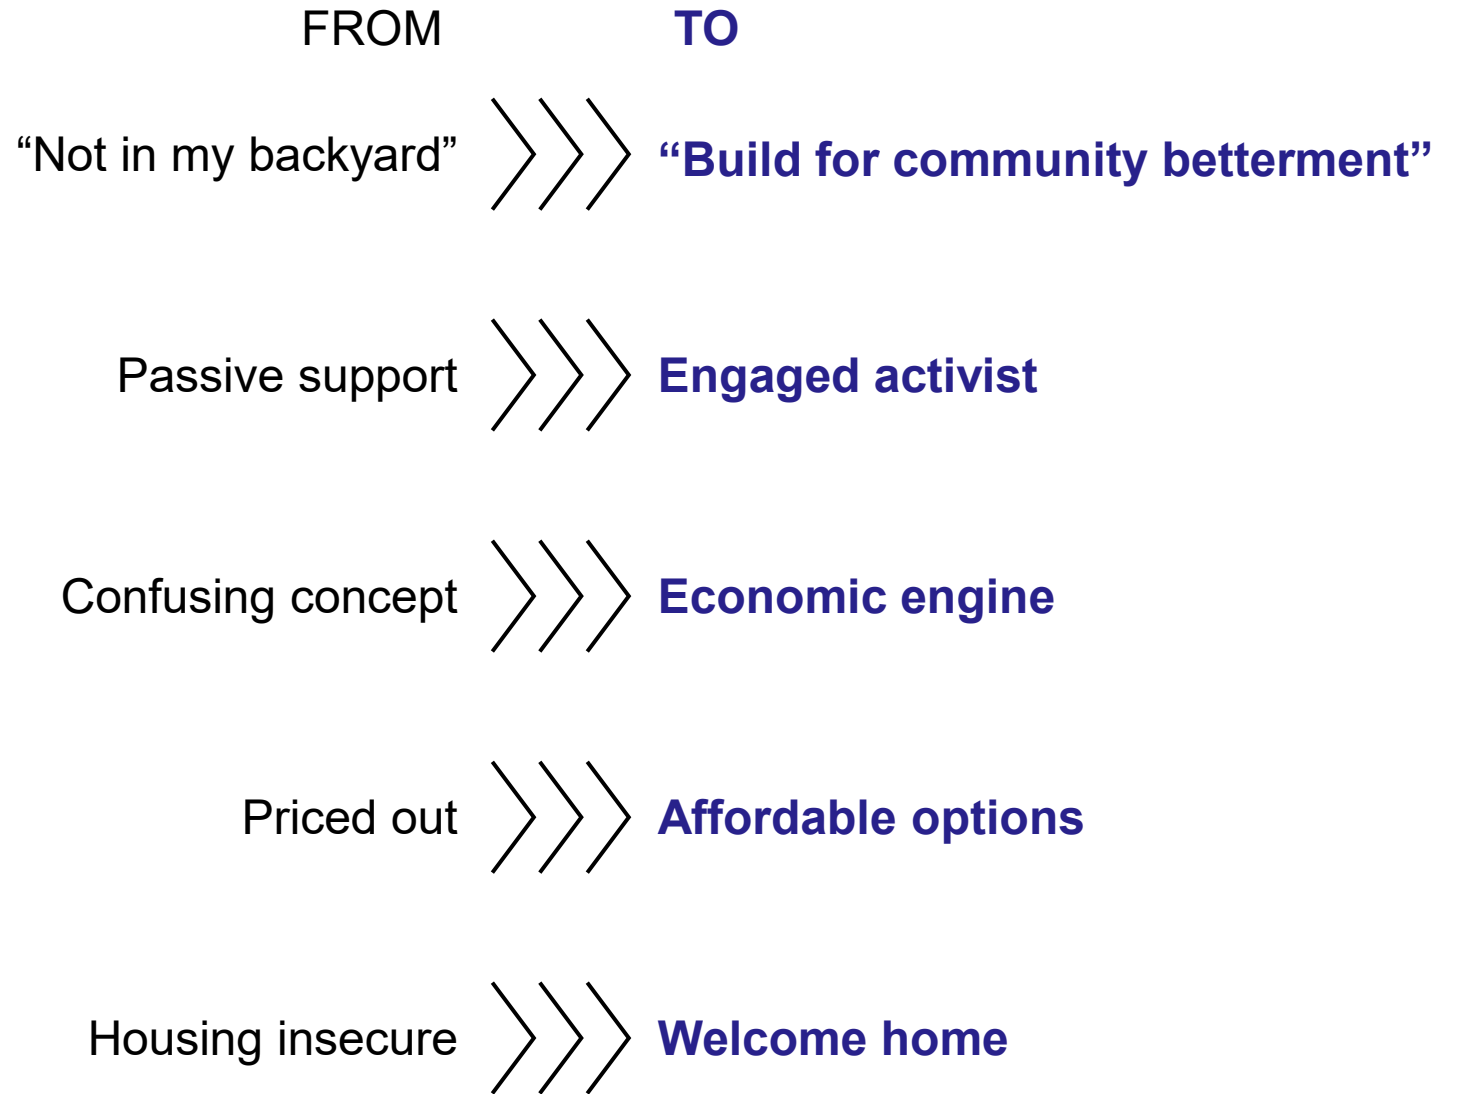 FROM TO
“Not in my backyard” “Build for community betterment”
Passive support Engaged activist
Confusing concept Economic engine
Priced out Affordable options
Housing insecure Welcome home